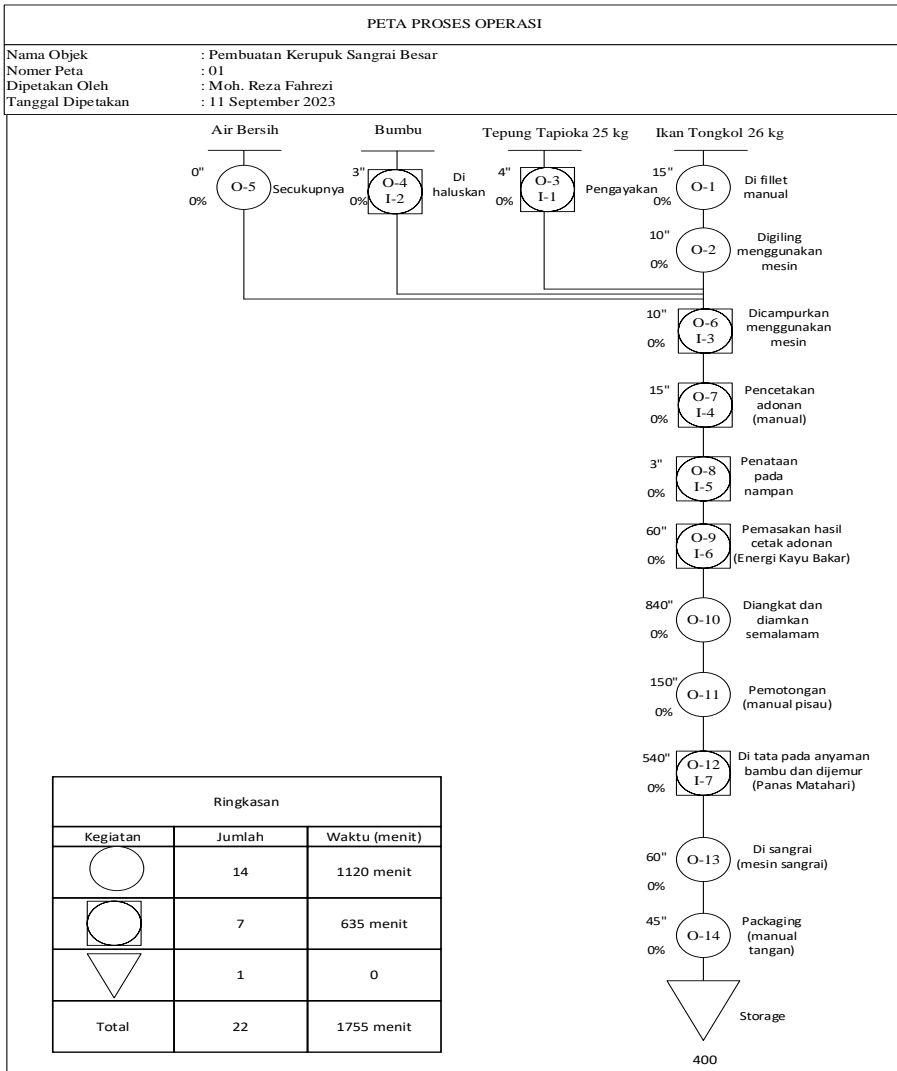 PETA PROSES OPERASI
Nama Objek : Pembuatan Kerupuk Sangrai Besar
Nomer Peta : 01
Dipetakan Oleh : Moh. Reza Fahrezi
Tanggal Dipetakan : 11 September 2023
Air Bersih
0"
0%
O-5
Secukupnya
Bumbu
3"
0%
O-4
I-2
Di
haluskan
Tepung Tapioka 25 kg
4"
0%
O-3
I-1
Pengayakan
Ikan Tongkol 26 kg
15"
0%
O-1
Di fillet
manual
10"
0%
O-2
Digiling
menggunakan
mesin
10"
0%
O-6
I-3
Dicampurkan
menggunakan
mesin
15"
0%
O-7
I-4
Pencetakan
adonan
(manual)
3"
0%
O-8
I-5
Penataan
pada
nampan
60"
0%
O-9
I-6
Pemasakan hasil
cetak adonan
(Energi Kayu Bakar)
840"
0%
O-10
Diangkat dan
diamkan
semalamam
150"
0%
O-11
Pemotongan
(manual pisau)
540"
0%
O-12
I-7
Di tata pada anyaman
bambu dan dijemur
(Panas Matahari)
60"
0%
O-13
Di sangrai
(mesin sangrai)
45"
0%
O-14
Packaging
(manual
tangan)
Storage
400
Ringkasan
Kegiatan Jumlah Waktu (menit)
14 1120 menit
7 635 menit
1 0
Total 22 1755 menit